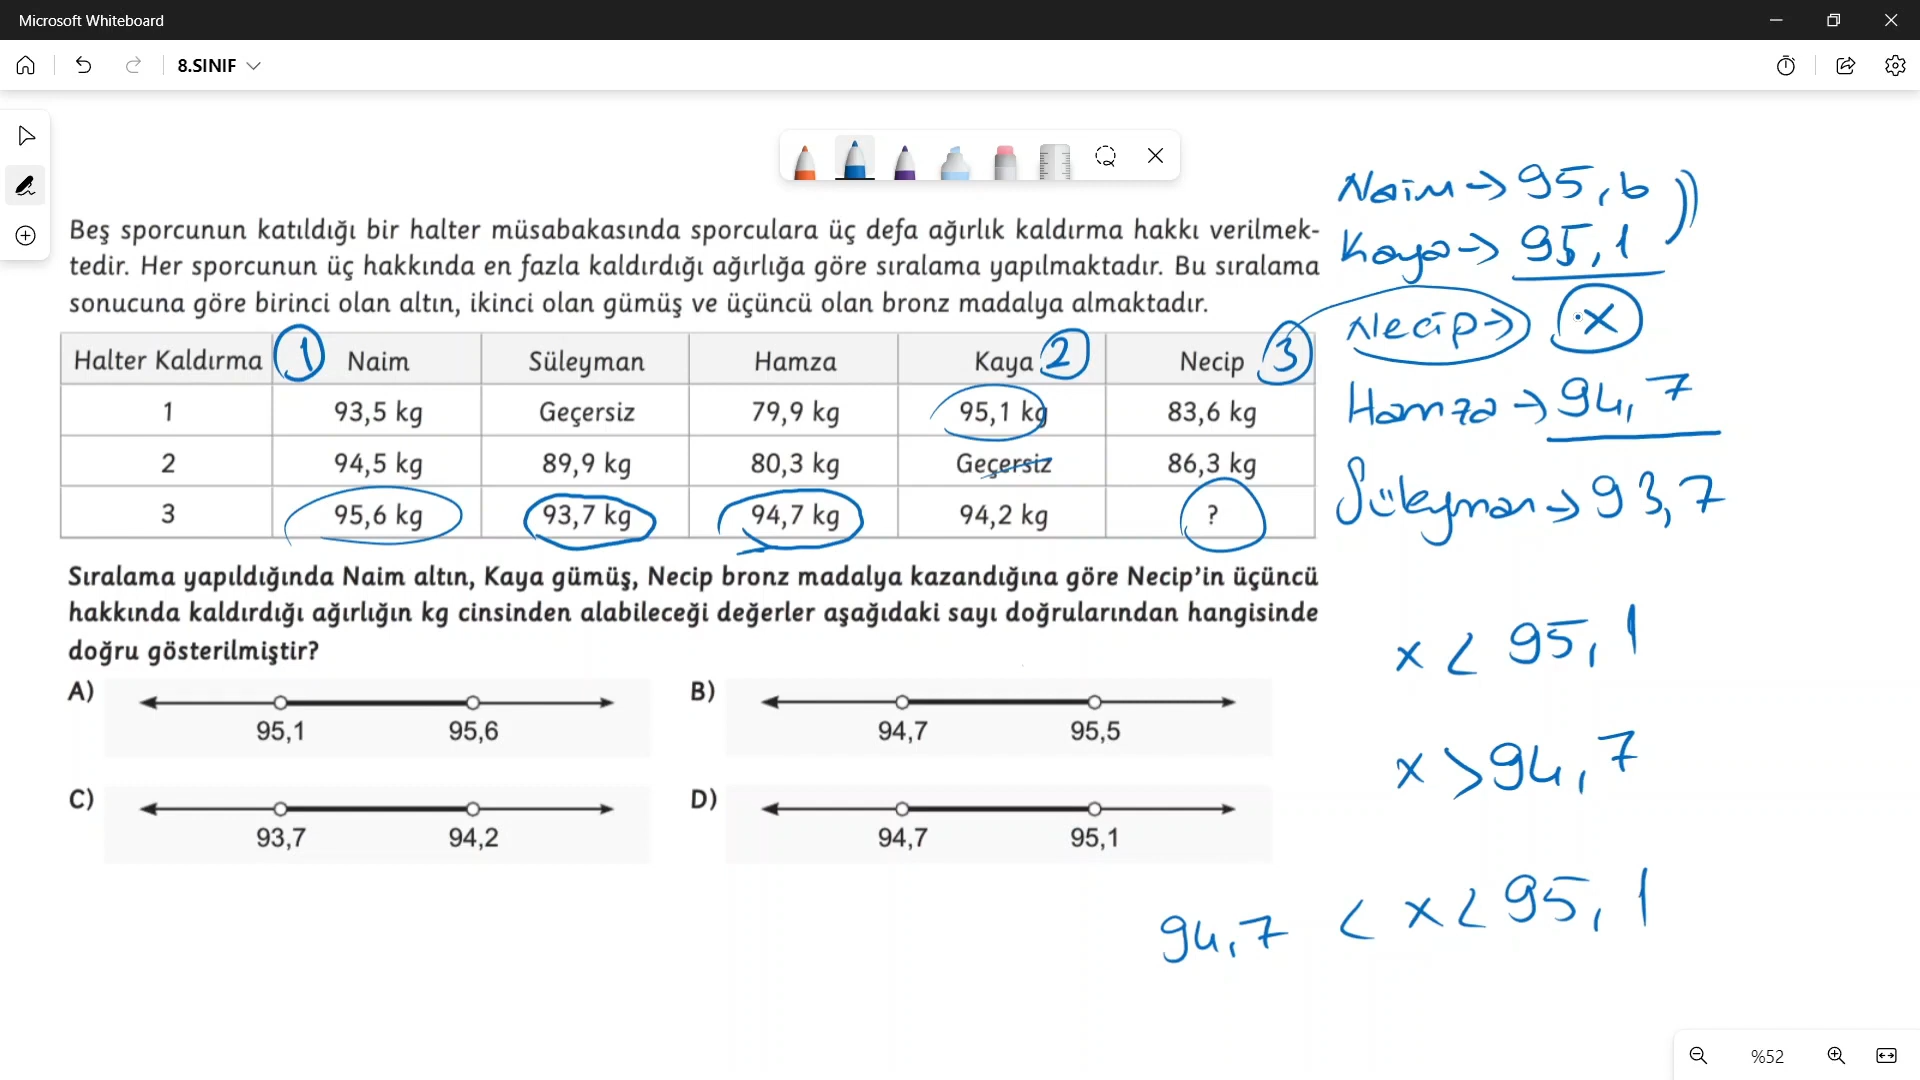 Microsoft Whiteboard
8.SINIF
Beş sporcunun katıldığı bir halter müsabakasında sporculara üç defa ağırlık kaldırma hakkı verilmek-
tedir. Her sporcunun üç hakkında en fazla kaldırdığı ağırlığa göre sıralama yapılmaktadır. Bu sıralama
sonucuna göre birinci olan altın, ikinci olan gümüş ve üçüncü olan bronz madalya almaktadır.
Halter Kaldırma 1 Naim Süleyman Hamza Kaya 2 Necip 3
1 93,5 kg Geçersiz 79,9 kg 95,1 kg 83,6 kg
2 94,5 kg 89,9 kg 80,3 kg Geçersiz 86,3 kg
3 95,6 kg 93,7 kg 94,7 kg 94,2 kg ?
Sıralama yapıldığında Naim altın, Kaya gümüş, Necip bronz madalya kazandığına göre Necip'in üçüncü
hakkında kaldırdığı ağırlığın kg cinsinden alabileceği değerler aşağıdaki sayı doğrularından hangisinde
doğru gösterilmiştir?
A) 95,1 95,6
B) 94,7 95,5
C) 93,7 94,2
D) 94,7 95,1
Naim → 95,6
Kaya → 95,1
Necip → x
Hamza → 94,7
Süleyman → 93,7
x < 95,1
x > 94,7
94,7 < x < 95,1
%52